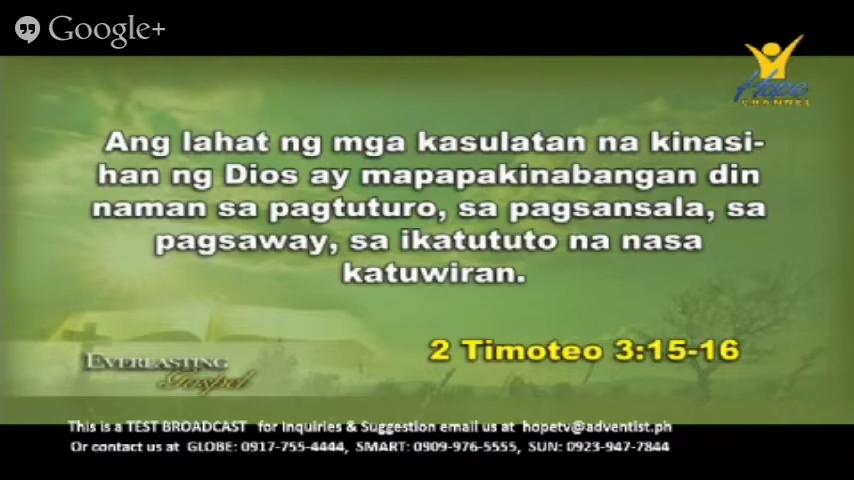 Google+
Hope
CHANNEL
Ang lahat ng mga kasulatan na kinasi-
han ng Dios ay mapapakinabangan din
naman sa pagtuturo, sa pagsansala, sa
pagsaway, sa ikatututo na nasa
katuwiran.
2 Timoteo 3:15-16
EVERLASTING
Gospel
This is a TEST BROADCAST for Inquiries & Suggestion email us at hopetv@adventist.ph
Or contact us at GLOBE: 0917-755-4444, SMART: 0909-976-5555, SUN: 0923-947-7844